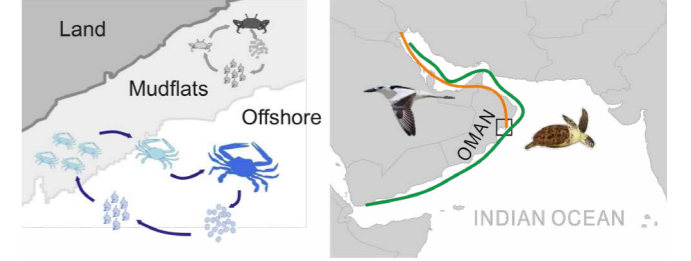 Land
Mudflats
Offshore
OMAN
INDIAN OCEAN